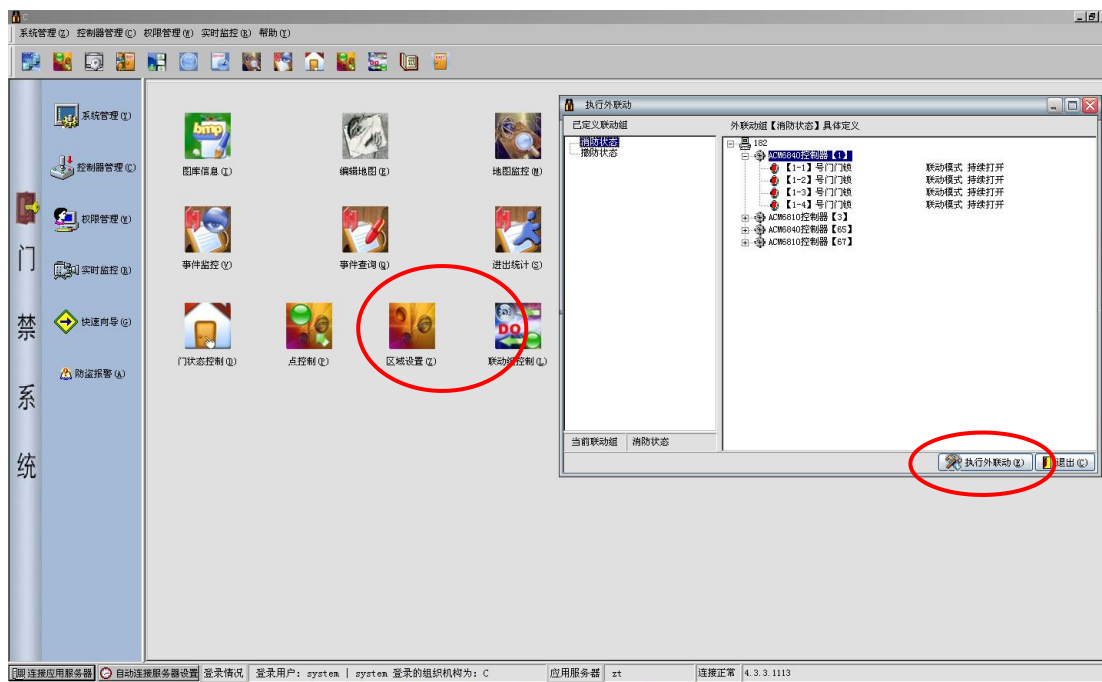 C
系统管理(Z) 控制器管理(C) 权限管理(M) 实时监控(R) 帮助(I)
门禁系统
系统管理(I)
控制器管理(C)
权限管理(V)
实时监控(R)
快速向导(G)
防盗报警(A)
图库信息(I)
编辑地图(E)
地图监控(M)
事件监控(V)
事件查询(Q)
进出统计(S)
门状态控制(D)
点控制(P)
区域设置(Z)
DO
联动组控制(L)
执行外联动
已定义联动组
消防状态
撤防状态
外联动组【消防状态】具体定义
182
ACM6840控制器【1】
【1-1】号门门锁 联动模式 持续打开
【1-2】号门门锁 联动模式 持续打开
【1-3】号门门锁 联动模式 持续打开
【1-4】号门门锁 联动模式 持续打开
ACM6810控制器【3】
ACM6840控制器【65】
ACM6810控制器【67】
当前联动组 消防状态
执行外联动(E) 退出(C)
连接应用服务器 自动连接服务器设置 登录情况 登录用户: system | system 登录的组织机构为: C 应用服务器 zt 连接正常 4.3.3.1113